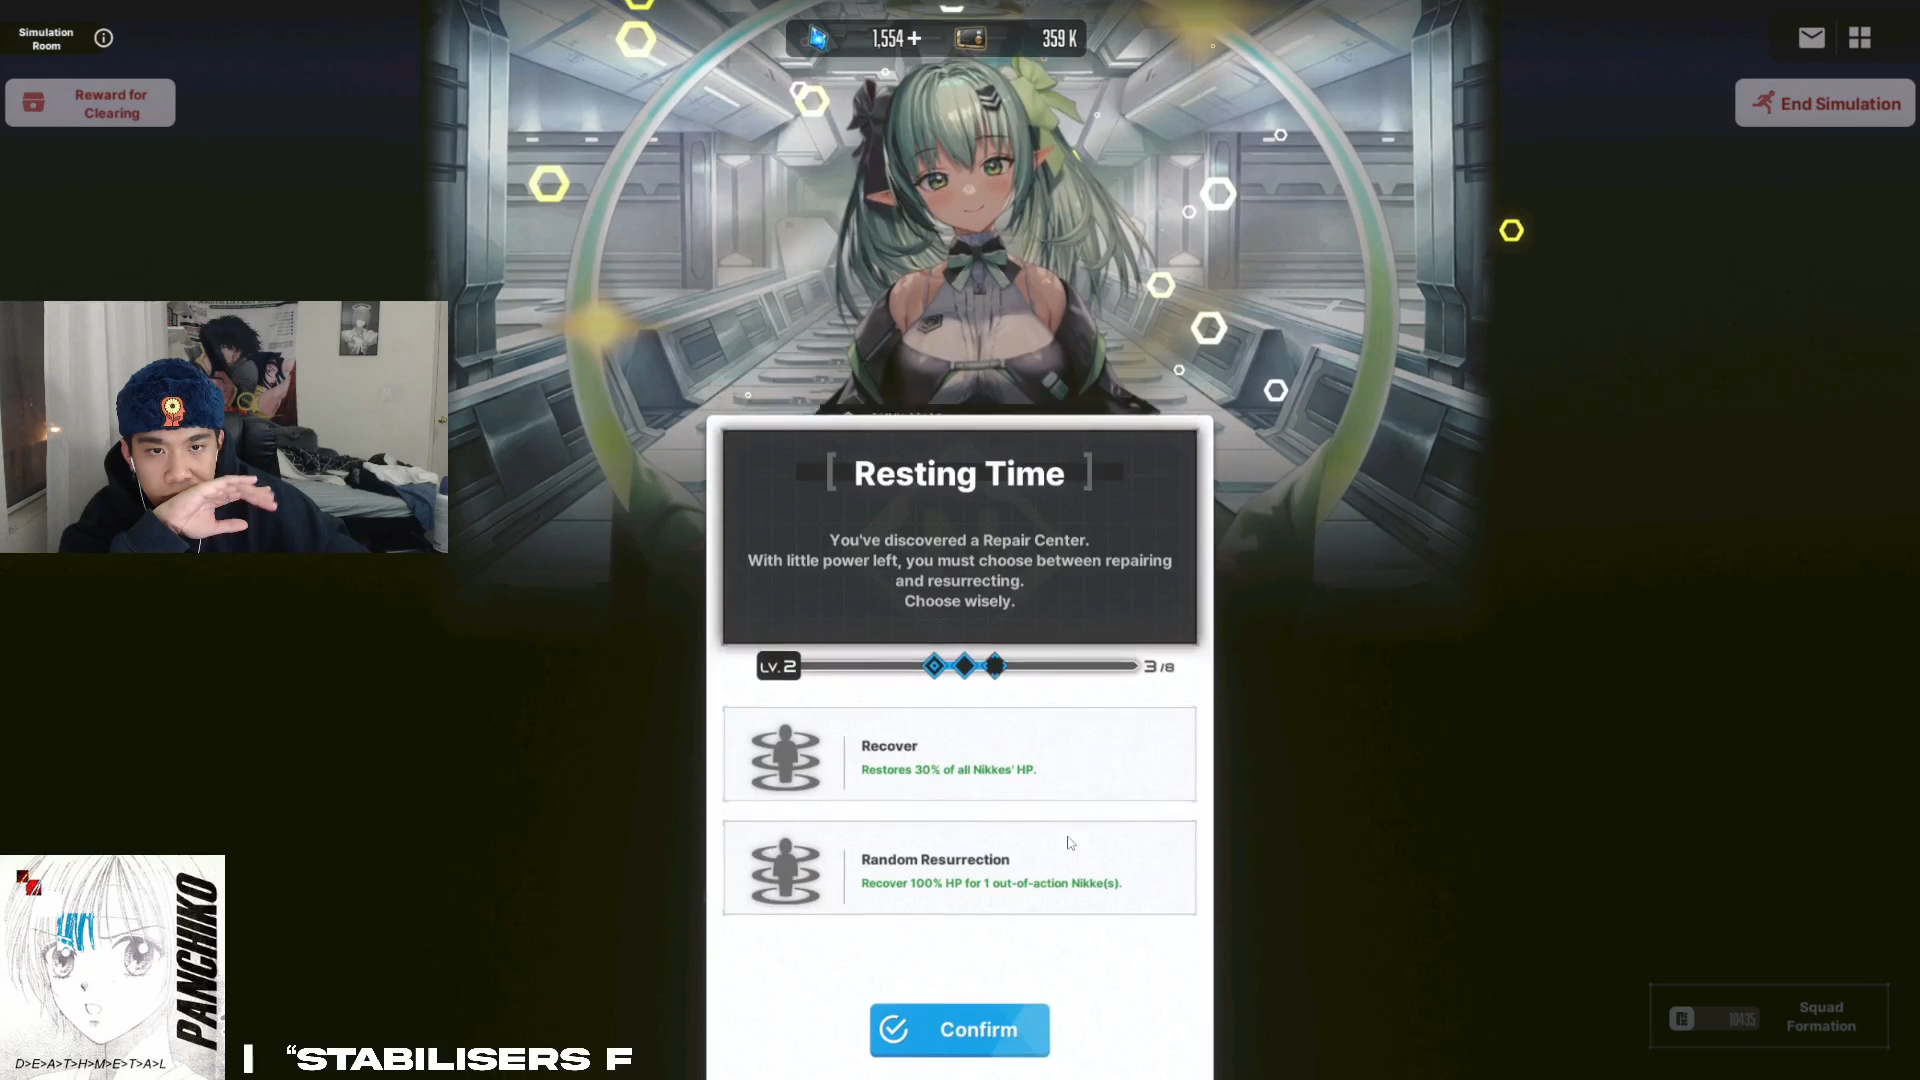 Simulation
Room
1,554 +
359 K
Reward for
Clearing
End Simulation
Resting Time
You've discovered a Repair Center.
With little power left, you must choose between repairing
and resurrecting.
Choose wisely.
LV.2
3/8
Recover
Restores 30% of all Nikkes' HP.
Random Resurrection
Recover 100% HP for 1 out-of-action Nikke(s).
Confirm
10435
Squad
Formation
PANCHIKO
D>E>A>T>H>M>E>T>A>L
| “STABILISERS F